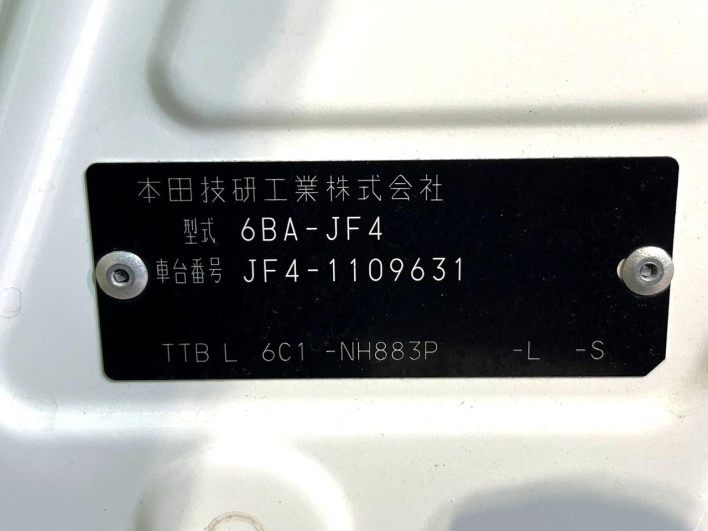 本田技研工業株式会社
型式 6BA-JF4
車台番号 JF4-1109631
TTB L 6C1 -NH883P -L -S